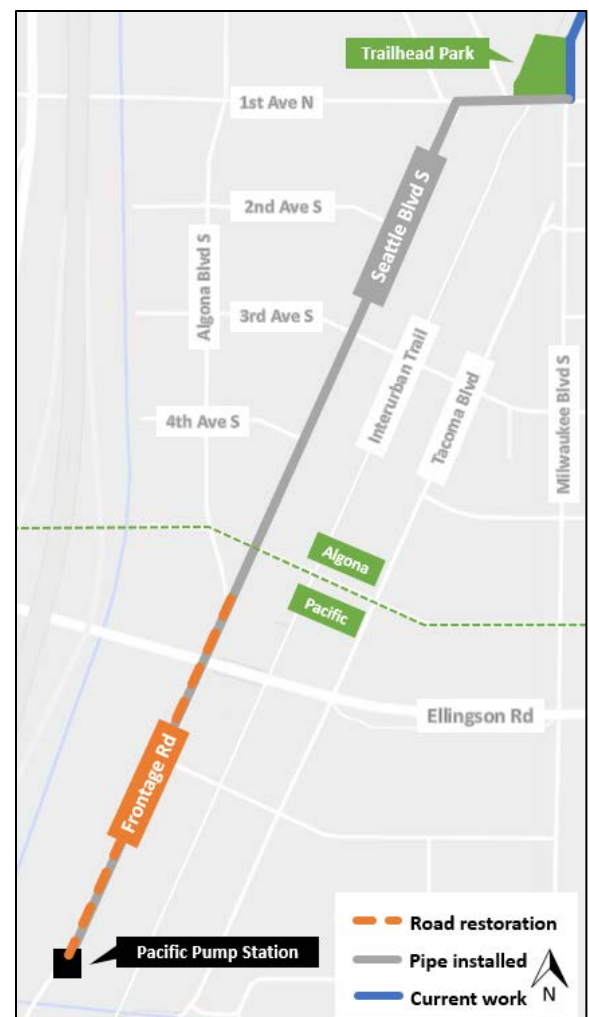 Trailhead Park
1st Ave N
Seattle Blvd S
2nd Ave S
Algona Blvd S
3rd Ave S
Interurban Trail
Tacoma Blvd
Milwaukee Blvd S
4th Ave S
Algona
Pacific
Ellingson Rd
Frontage Rd
Pacific Pump Station
Road restoration
Pipe installed
Current work
N